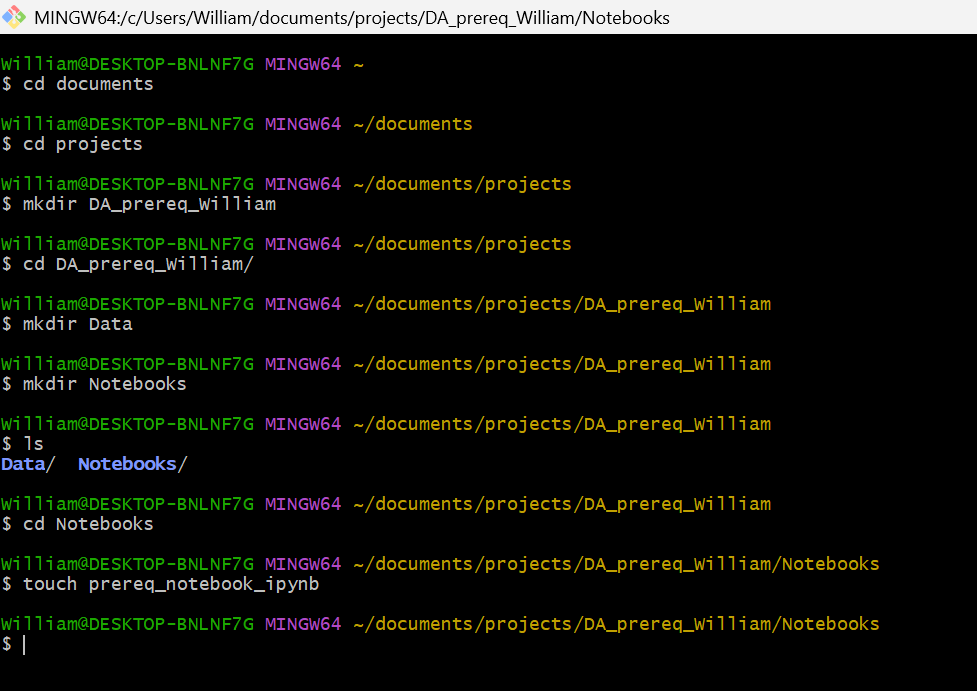 MINGW64:/c/Users/William/documents/projects/DA_prereq_William/Notebooks
William@DESKTOP-BNLNF7G MINGW64 ~
$ cd documents
William@DESKTOP-BNLNF7G MINGW64 ~/documents
$ cd projects
William@DESKTOP-BNLNF7G MINGW64 ~/documents/projects
$ mkdir DA_prereq_William
William@DESKTOP-BNLNF7G MINGW64 ~/documents/projects
$ cd DA_prereq_William/
William@DESKTOP-BNLNF7G MINGW64 ~/documents/projects/DA_prereq_William
$ mkdir Data
William@DESKTOP-BNLNF7G MINGW64 ~/documents/projects/DA_prereq_William
$ mkdir Notebooks
William@DESKTOP-BNLNF7G MINGW64 ~/documents/projects/DA_prereq_William
$ ls
Data/  Notebooks/
William@DESKTOP-BNLNF7G MINGW64 ~/documents/projects/DA_prereq_William
$ cd Notebooks
William@DESKTOP-BNLNF7G MINGW64 ~/documents/projects/DA_prereq_William/Notebooks
$ touch prereq_notebook_ipynb
William@DESKTOP-BNLNF7G MINGW64 ~/documents/projects/DA_prereq_William/Notebooks
$